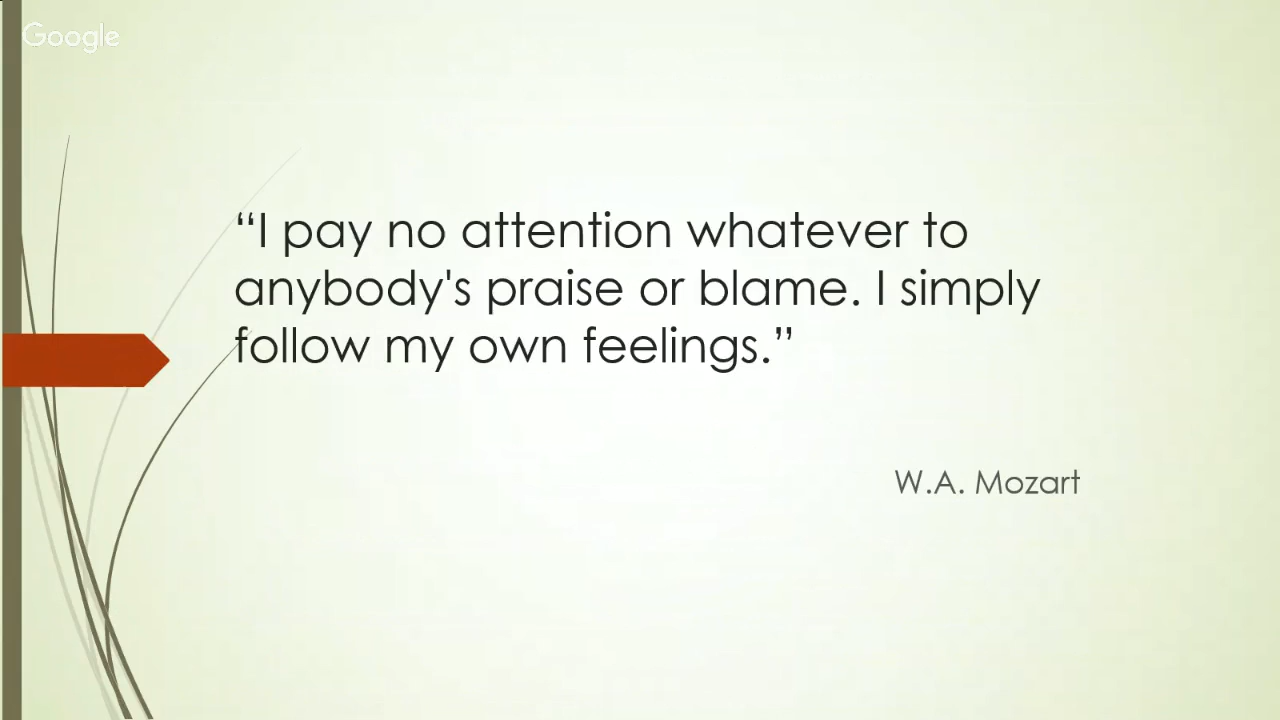 Google
“I pay no attention whatever to
anybody's praise or blame. I simply
follow my own feelings.”
W.A. Mozart